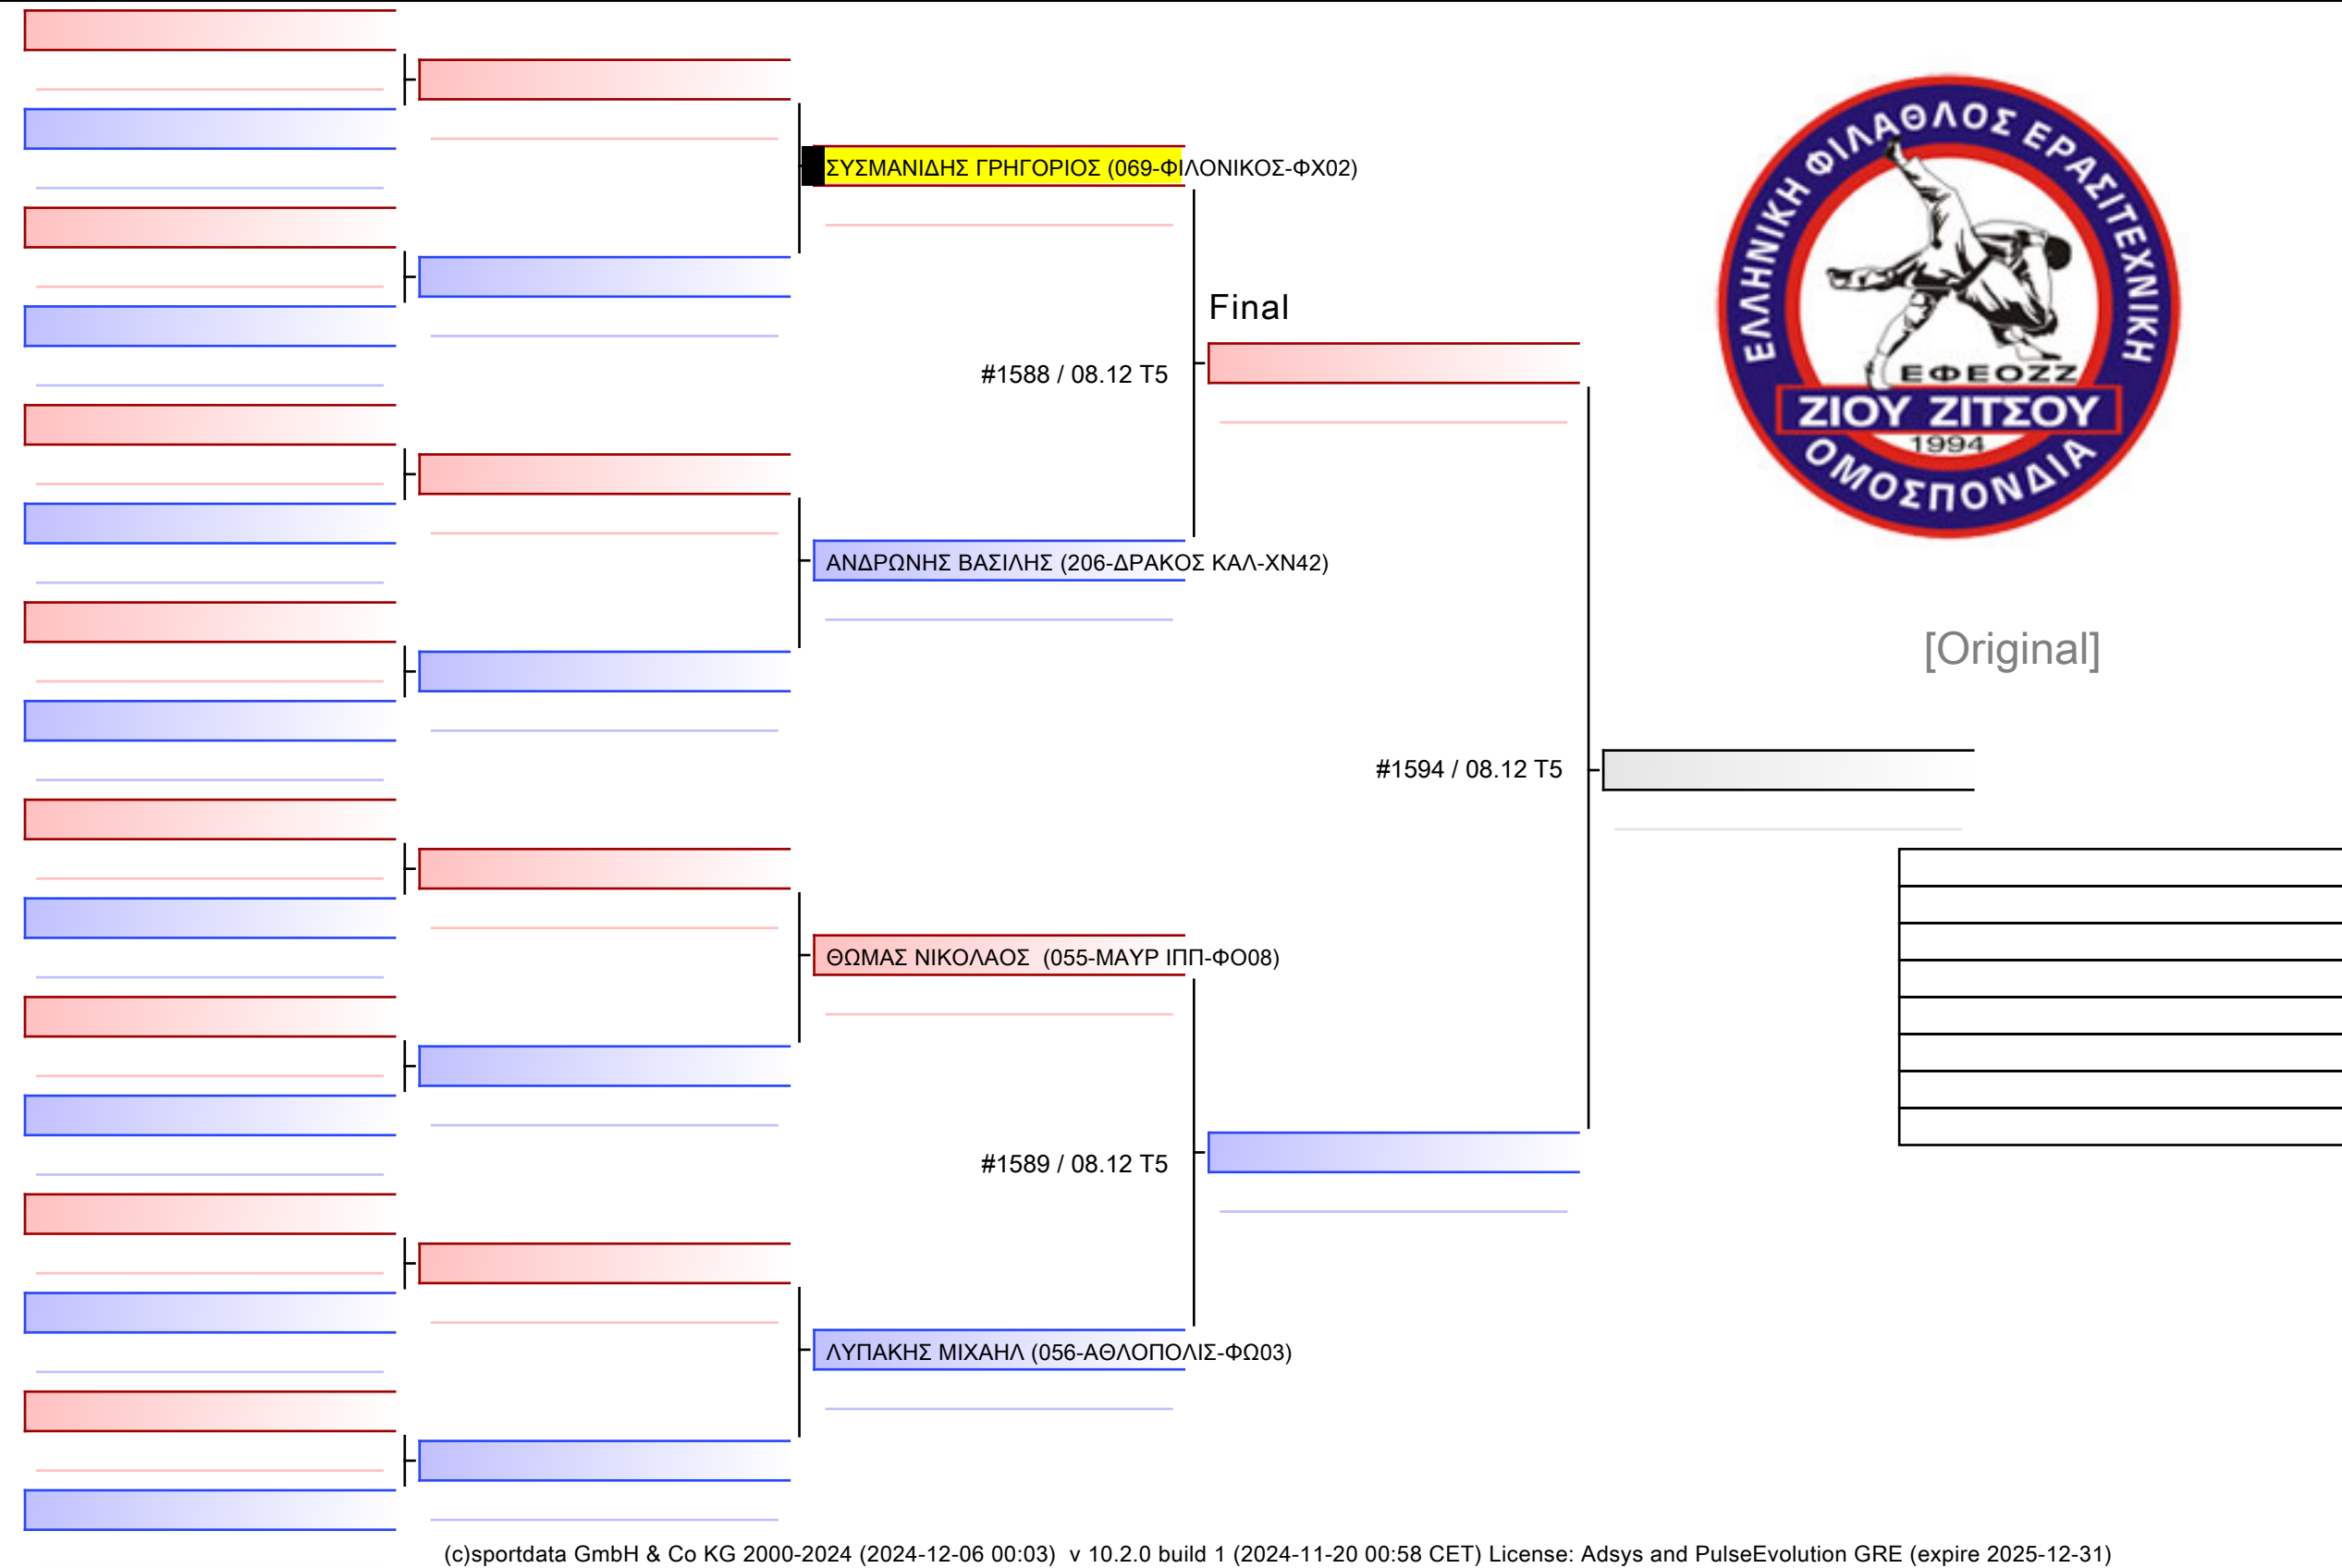 ΣΥΣΜΑΝΙΔΗΣ ΓΡΗΓΟΡΙΟΣ (069-ΦΙΛΟΝΙΚΟΣ-ΦΧ02)
Final
#1588 / 08.12 T5
ΑΝΔΡΩΝΗΣ ΒΑΣΙΛΗΣ (206-ΔΡΑΚΟΣ ΚΑΛ-ΧΝ42)
ΕΛΛΗΝΙΚΗ ΦΙΛΑΘΛΟΣ ΕΡΑΣΙΤΕΧΝΙΚΗ
ΕΦΕΟΖΖ
ΖΙΟΥ ΖΙΤΣΟΥ
1994
ΟΜΟΣΠΟΝΔΙΑ
[Original]
#1594 / 08.12 T5
ΘΩΜΑΣ ΝΙΚΟΛΑΟΣ (055-ΜΑΥΡ ΙΠΠ-ΦΟ08)
#1589 / 08.12 T5
ΛΥΠΑΚΗΣ ΜΙΧΑΗΛ (056-ΑΘΛΟΠΟΛΙΣ-ΦΩ03)
(c)sportdata GmbH & Co KG 2000-2024 (2024-12-06 00:03) v 10.2.0 build 1 (2024-11-20 00:58 CET) License: Adsys and PulseEvolution GRE (expire 2025-12-31)